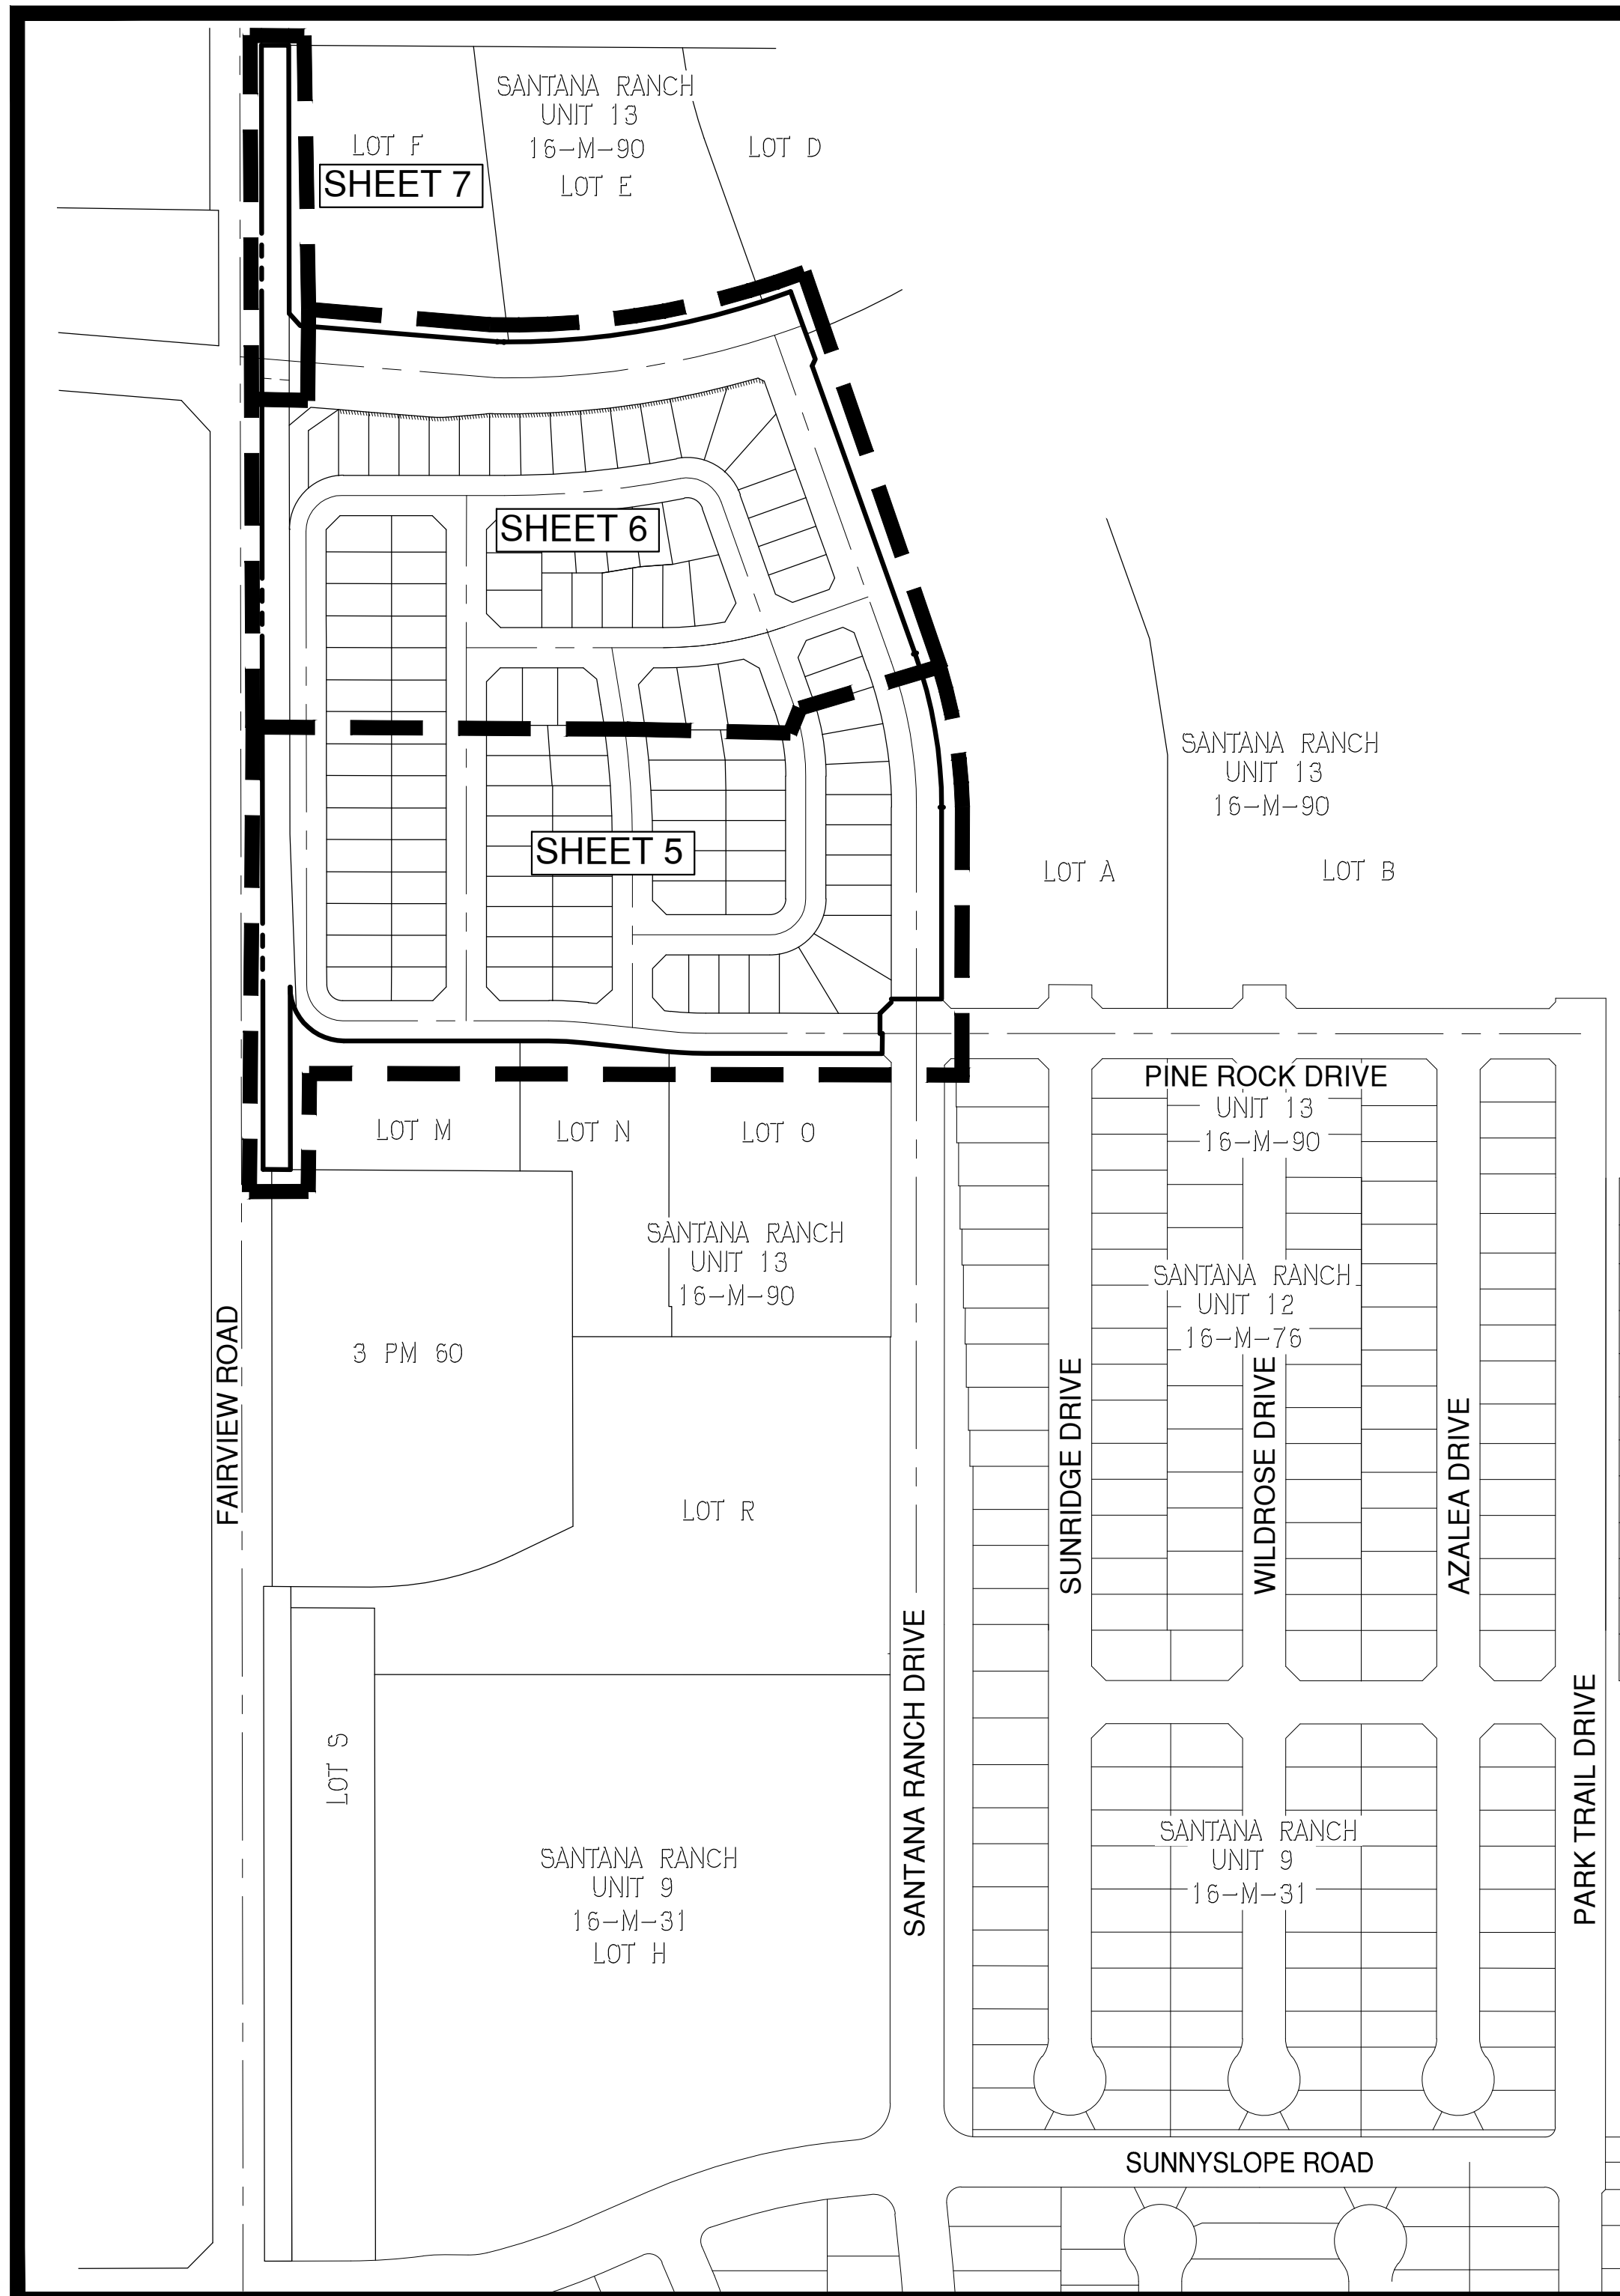 SANTANA RANCH
UNIT 13
16-M-90
LOT F
LOT E
LOT D
SHEET 7
SHEET 6
SANTANA RANCH
UNIT 13
16-M-90
SHEET 5
LOT A
LOT B
PINE ROCK DRIVE
UNIT 13
16-M-90
LOT M
LOT N
LOT O
SANTANA RANCH
UNIT 13
16-M-90
SANTANA RANCH
UNIT 12
16-M-76
3 PM 60
FAIRVIEW ROAD
SUNRIDGE DRIVE
WILDROSE DRIVE
AZALEA DRIVE
LOT R
SANTANA RANCH DRIVE
PARK TRAIL DRIVE
LOT S
SANTANA RANCH
UNIT 9
16-M-31
LOT H
SANTANA RANCH
UNIT 9
16-M-31
SUNNYSLOPE ROAD